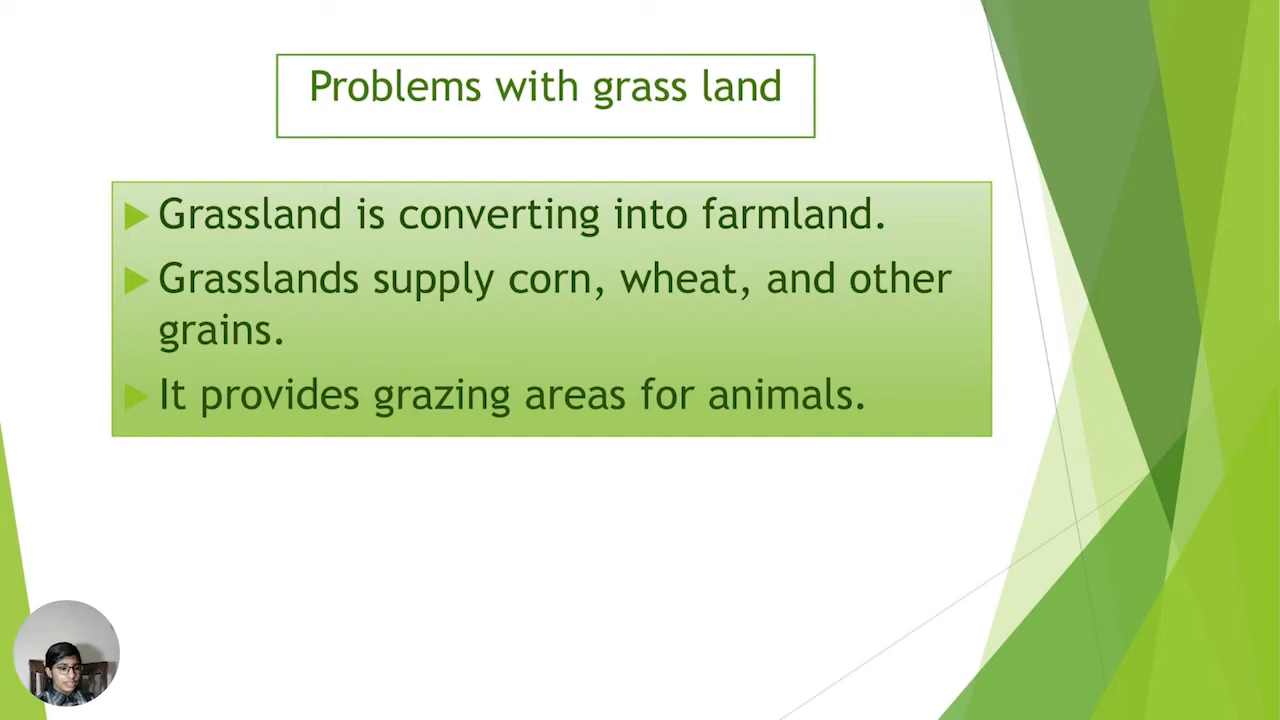 Problems with grass land
Grassland is converting into farmland.
Grasslands supply corn, wheat, and other
grains.
It provides grazing areas for animals.